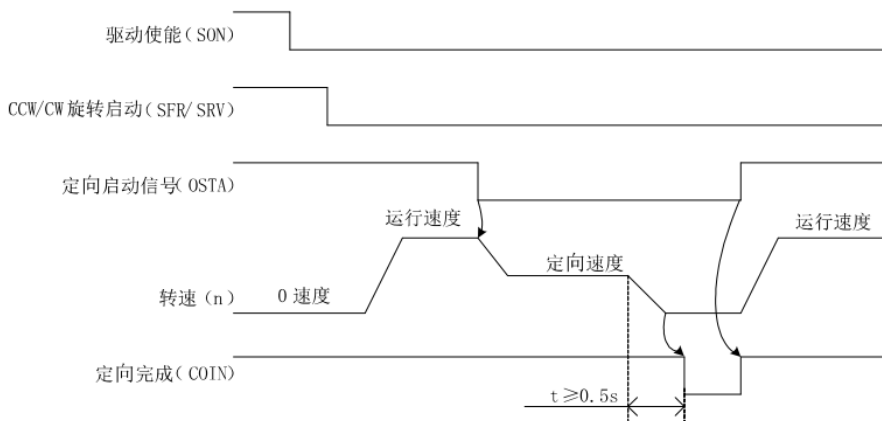 驱动使能(SON)
CCW/CW旋转启动(SFR/SRV)
定向启动信号(OSTA)
运行速度
运行速度
定向速度
转速(n)
0速度
定向完成(COIN)
t≥0.5s